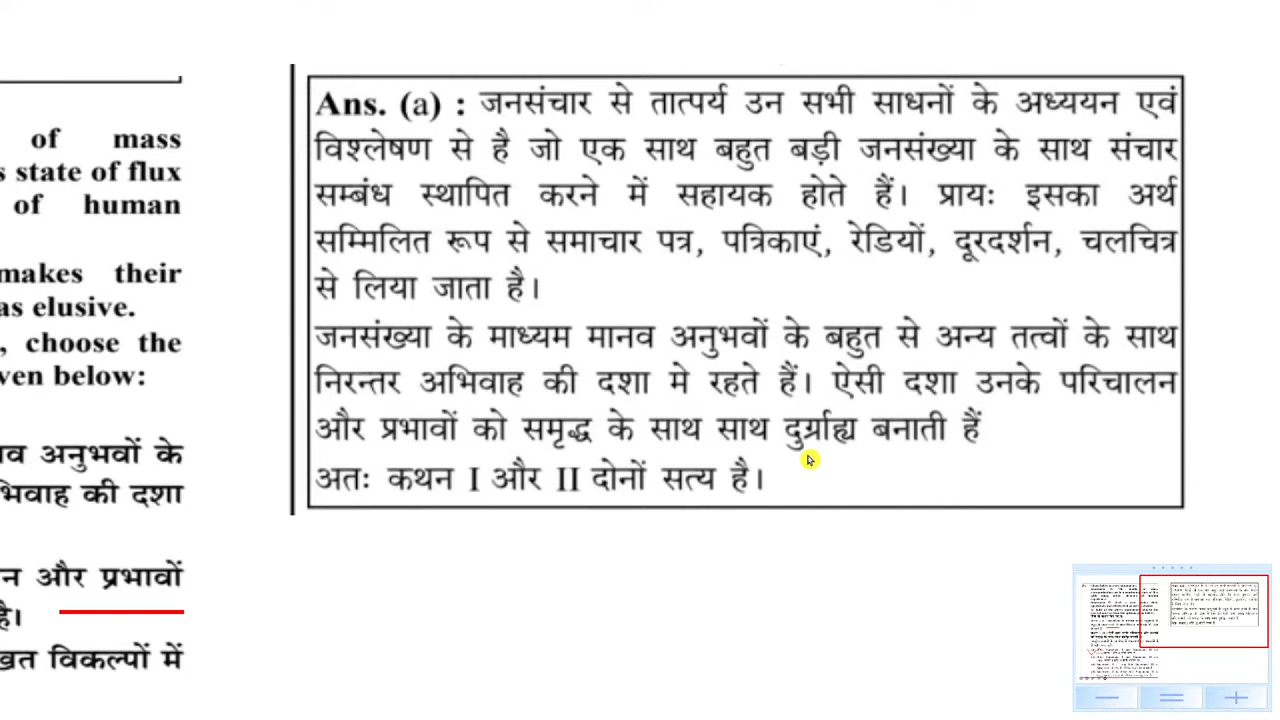 of mass
s state of flux
of human
makes their
as elusive.
, choose the
ven below:
व अनुभवों के
भिवाह की दशा
न और प्रभावों
है।
खत विकल्पों में
Ans. (a) : जनसंचार से तात्पर्य उन सभी साधनों के अध्ययन एवं
विश्लेषण से है जो एक साथ बहुत बड़ी जनसंख्या के साथ संचार
सम्बंध स्थापित करने में सहायक होते हैं। प्रायः इसका अर्थ
सम्मिलित रूप से समाचार पत्र, पत्रिकाएं, रेडियों, दूरदर्शन, चलचित्र
से लिया जाता है।
जनसंख्या के माध्यम मानव अनुभवों के बहुत से अन्य तत्वों के साथ
निरन्तर अभिवाह की दशा मे रहते हैं। ऐसी दशा उनके परिचालन
और प्रभावों को समृद्ध के साथ साथ दुर्ग्राह्य बनाती हैं
अतः कथन I और II दोनों सत्य है।